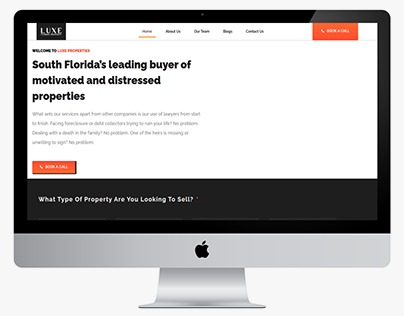 LUXE
Home About Us Our Team Blogs Contact Us
BOOK A CALL
WELCOME TO LUXE PROPERTIES
South Florida's leading buyer of
motivated and distressed
properties
What sets our services apart from other companies is our use of lawyers from start
to finish. Facing foreclosure or debt collectors trying to ruin your life? No problem.
Dealing with a death in the family? No problem. One of the heirs is missing or
unwilling to sign? No problem.
BOOK A CALL
What Type Of Property Are You Looking To Sell? *